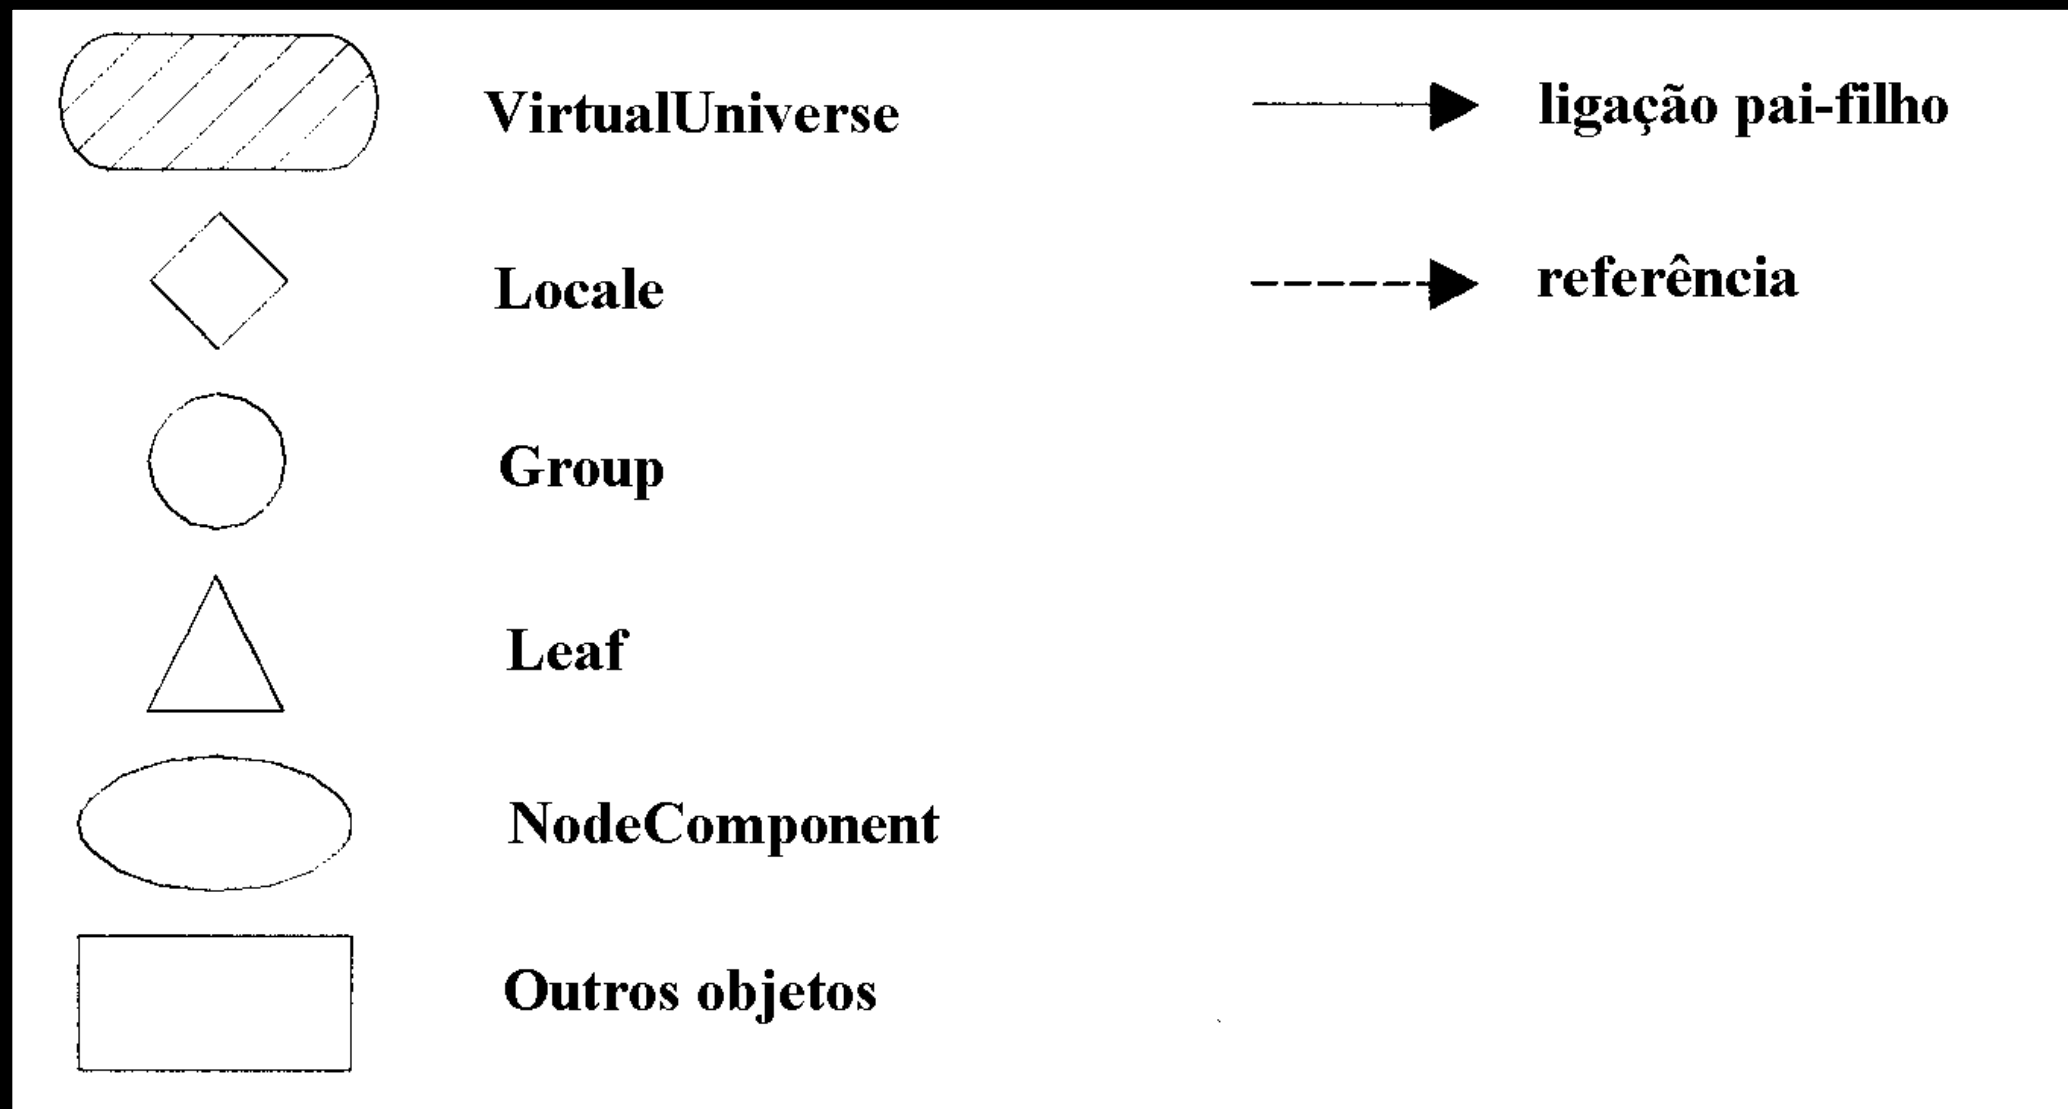 VirtualUniverse
ligação pai-filho
Locale
referência
Group
Leaf
NodeComponent
Outros objetos